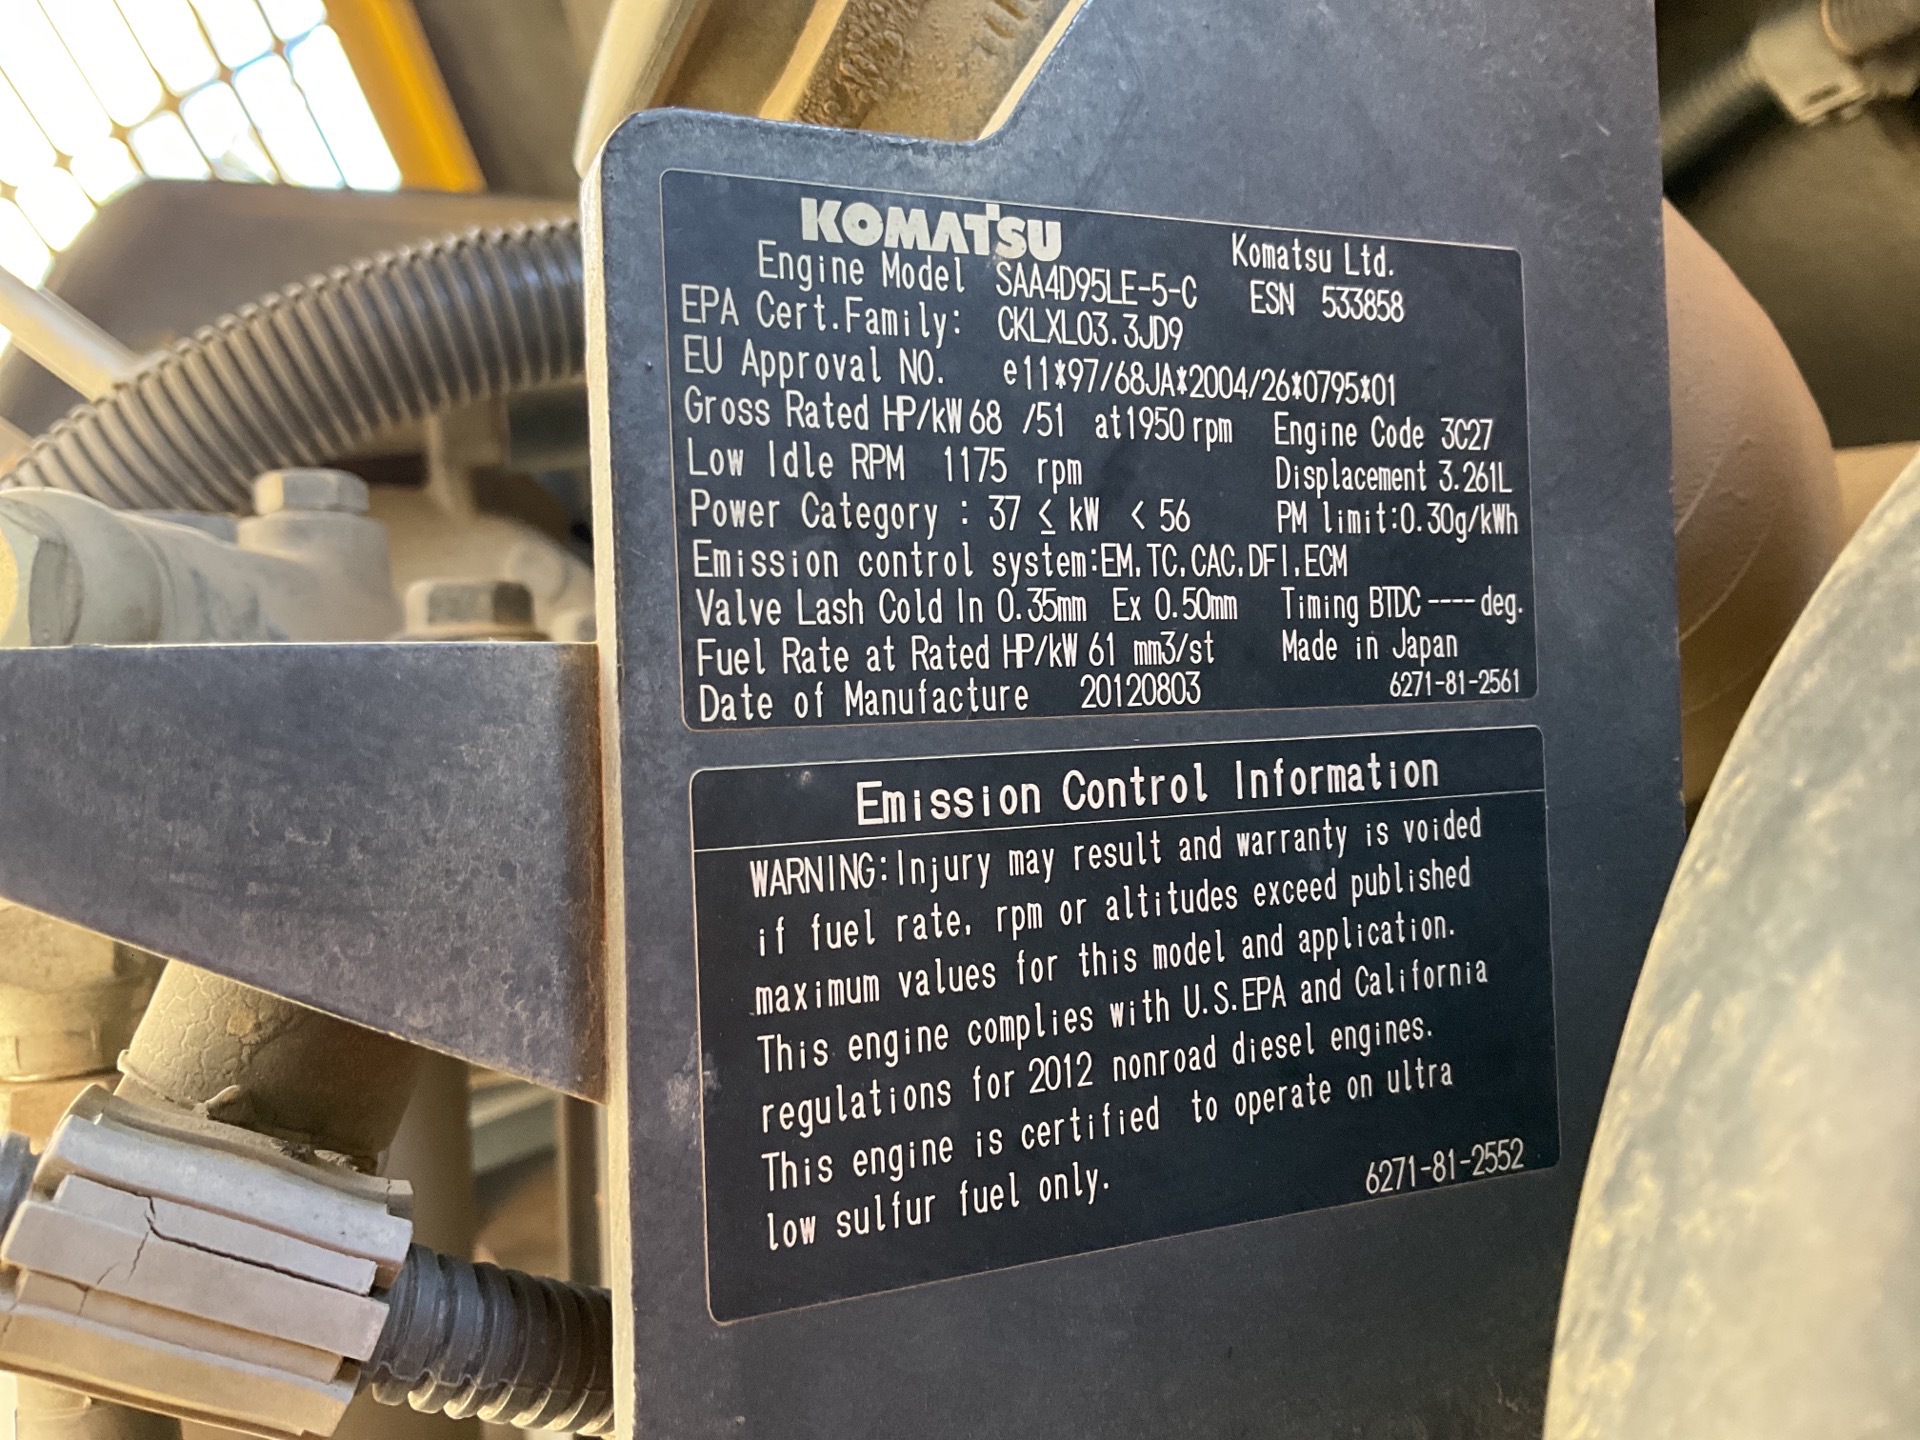 KOMATSU Komatsu Ltd.
Engine Model SAA4D95LE-5-C ESN 533858
EPA Cert.Family: CKLXL03.3JD9
EU Approval NO. e11*97/68JA*2004/26*0795*01
Gross Rated HP/kW 68 /51 at1950 rpm Engine Code 3C27
Low Idle RPM 1175 rpm Displacement 3.261L
Power Category : 37 ≤ kW < 56 PM limit:0.30g/kWh
Emission control system:EM,TC,CAC,DFI,ECM
Valve Lash Cold In 0.35mm Ex 0.50mm Timing BTDC ---- deg.
Fuel Rate at Rated HP/kW 61 mm3/st Made in Japan
Date of Manufacture 20120803 6271-81-2561
Emission Control Information
WARNING:Injury may result and warranty is voided
if fuel rate, rpm or altitudes exceed published
maximum values for this model and application.
This engine complies with U.S.EPA and California
regulations for 2012 nonroad diesel engines.
This engine is certified to operate on ultra
low sulfur fuel only.
6271-81-2552